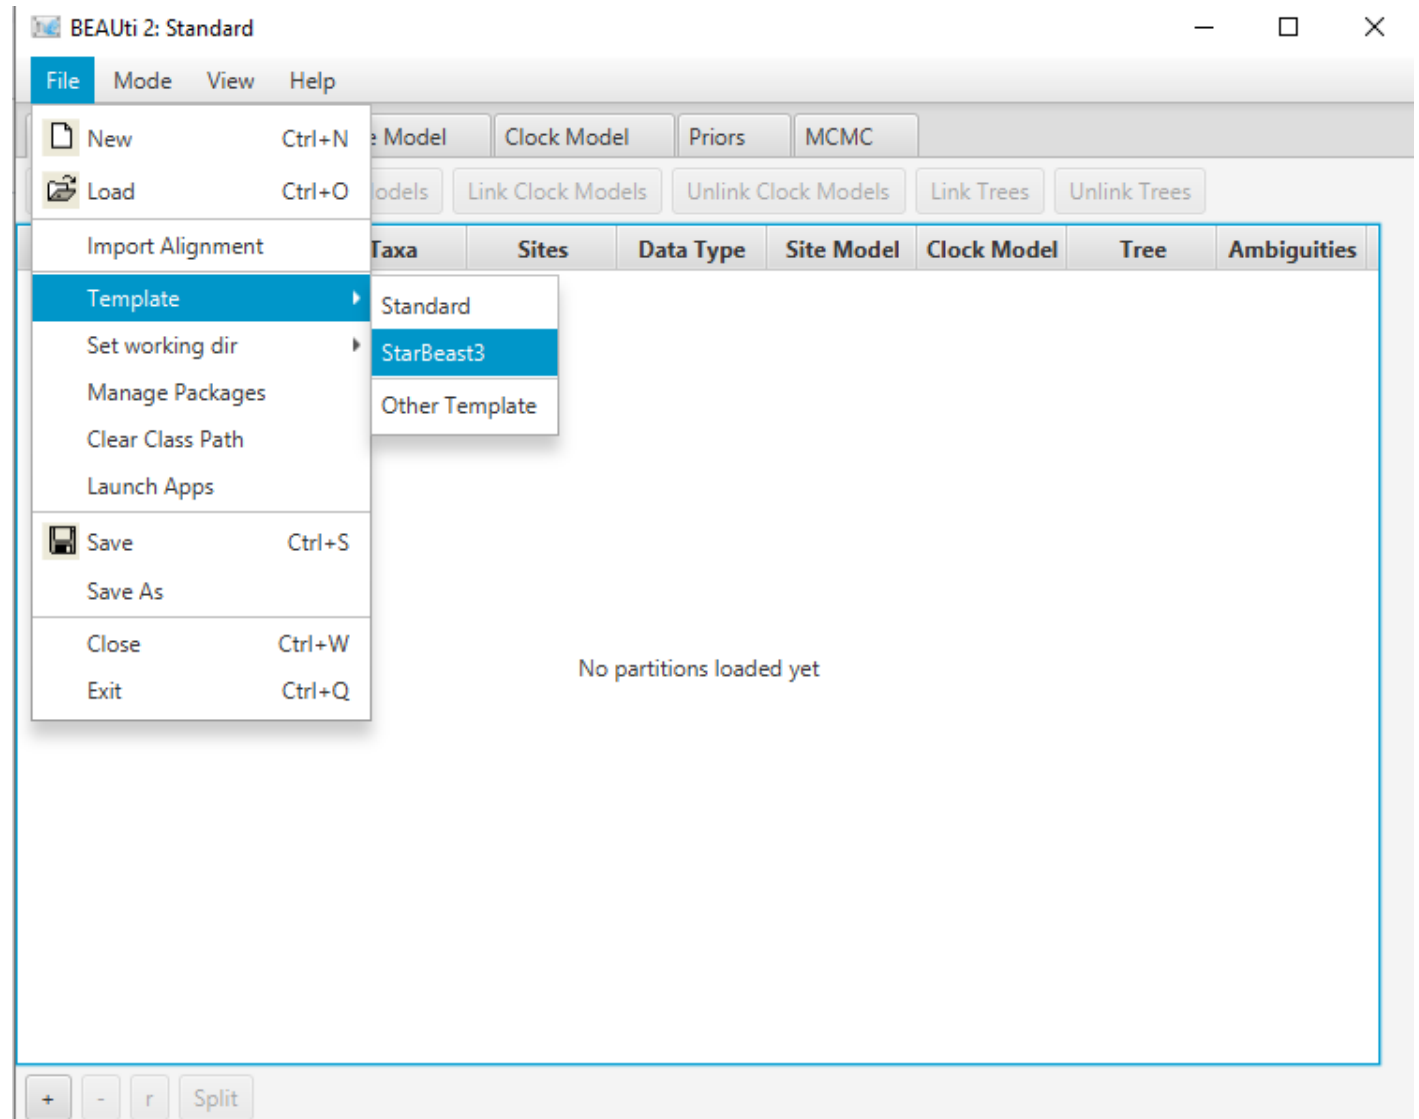 BEAUti 2: Standard
File Mode View Help
New Ctrl+N
Model Clock Model Priors MCMC
Load Ctrl+O
Link Clock Models Unlink Clock Models Link Trees Unlink Trees
Import Alignment
Taxa Sites Data Type Site Model Clock Model Tree Ambiguities
Template
Standard
Set working dir
StarBeast3
Manage Packages
Other Template
Clear Class Path
Launch Apps
Save Ctrl+S
Save As
Close Ctrl+W
No partitions loaded yet
Exit Ctrl+Q
+ - r Split